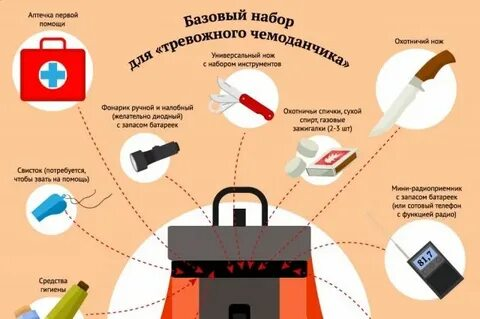 Аптечка первой
помощи
Базовый набор
для «тревожного чемоданчика»
Универсальный нож
с набором инструментов
Охотничий нож
Фонарик ручной и налобный
(желательно диодный)
с запасом батареек
Охотничьи спички, сухой
спирт, газовые
зажигалки (2-3 шт)
Свисток (потребуется,
чтобы звать на помощь)
Мини-радиоприемник
с запасом батареек
(или сотовый телефон
с функцией радио)
81,7
Средства
гигиены